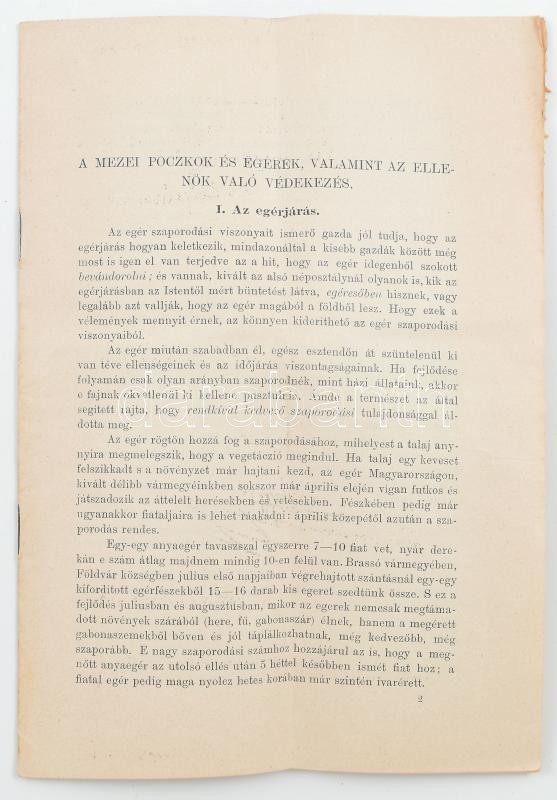 A MEZEI POCZKOK ÉS EGEREK, VALAMINT AZ ELLE-
NÖK VALÓ VÉDEKEZÉS.
I. Az egérjárás.
Az egér szaporodási viszonyait ismerő gazda jól tudja, hogy az
egérjárás hogyan keletkezik, mindazonáltal a kisebb gazdák között még
most is igen el van terjedve az a hit, hogy az egér idegenből szokott
bevándorolni; és vannak, kivált az alsó néposztálynál olyanok is, kik az
egérjárásban az Istentől mért büntetést látva, egéresőben hisznek, vagy
legalább azt vallják, hogy az egér magából a földből lesz. Hogy ezek a
vélemények mennyit érnek, az könnyen kideríthető az egér szaporodási
viszonyaiból.
Az egér miután szabadban él, egész esztendőn át szüntelenül ki
van téve ellenségeinek és az időjárás viszontagságainak. Ha fejlődése
folyamán csak olyan arányban szaporodnék, mint házi állataink, akkor
e fajnak okvetlenül ki kellene pusztulnia. Ámde a természet az által
segített rajta, hogy rendkívül kedvező szaporodási tulajdonsággal ál-
dotta meg.
Az egér rögtön hozzá fog a szaporodásához, mihelyest a talaj any-
nyira megmelegszik, hogy a vegetáczió megindul. Ha talaj egy keveset
felszikkadt s a növényzet már hajtani kezd, az egér Magyarországon,
kivált délibb vármegyéinkben sokszor már április elején vígan futkos és
játszadozik az áttelelt herésekben és vetésekben. Fészkében pedig már
ugyanakkor fiataljaira is lehet ráakadni: április közepétől azután a sza-
porodás rendes.
Egy-egy anyaegér tavaszszal egyszerre 7—10 fiat vet, nyár dere-
kán e szám átlag majdnem mindig 10-en felül van. Brassó vármegyében,
Földvár községben julius első napjaiban végrehajtott szántásnál egy-egy
kifordított egérfészekből 15—16 darab kis egeret szedtünk össze. S ez a
fejlődés juliusban és augusztusban, mikor az egerek nemcsak megtáma-
dott növények szárából (here, fű, gabonaszár) élnek, hanem a megérett
gabonaszemekből bőven és jól táplálkozhatnak, még kedvezőbb, még
szaporább. E nagy szaporodási számhoz hozzájárul az is, hogy a meg-
nőtt anyaegér az utolsó ellés után 5 héttel későbben ismét fiat hoz; a
fiatal egér pedig maga nyolcz hetes korában már szintén ivarérett.
2
darabanth